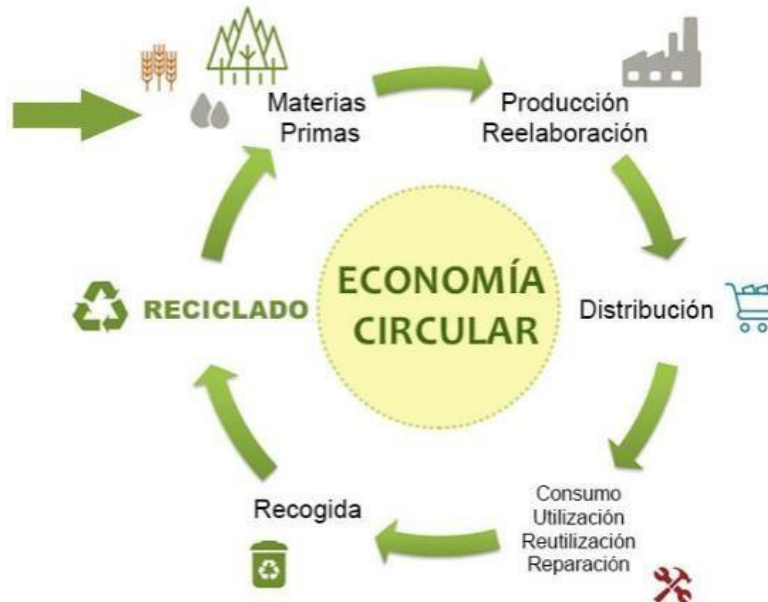 Materias
Primas
Producción
Reelaboración
Distribución
Consumo
Utilización
Reutilización
Reparación
Recogida
RECICLADO
ECONOMÍA
CIRCULAR